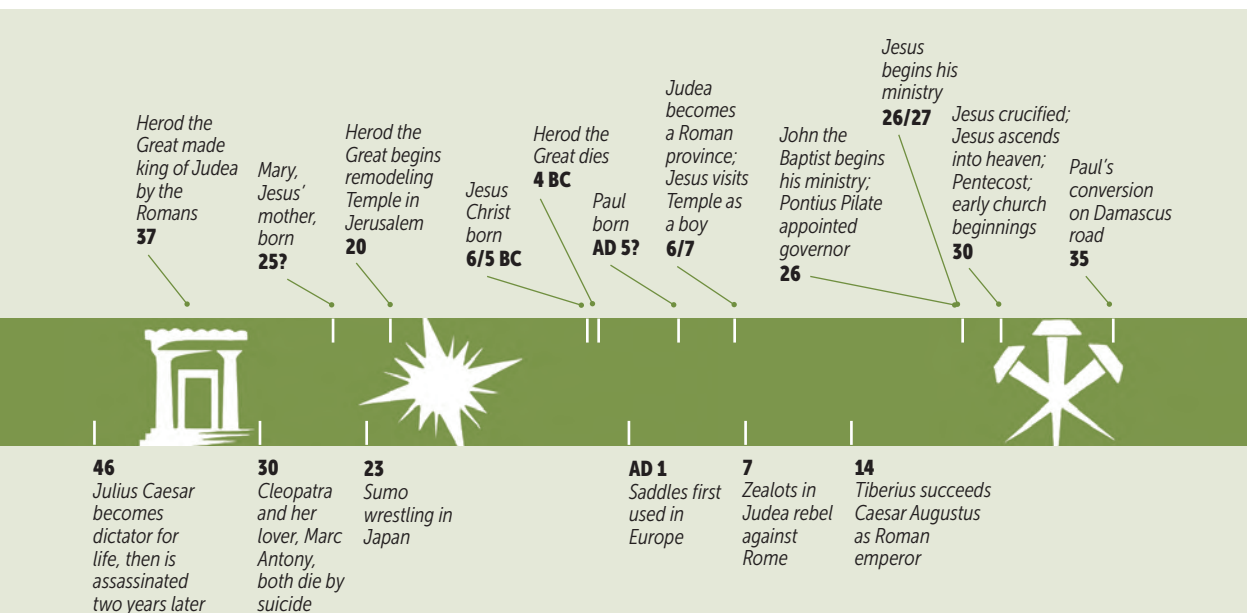 Herod the
Great made
king of Judea
by the
Romans
37
Mary,
Jesus’
mother,
born
25?
Herod the
Great begins
remodeling
Temple in
Jerusalem
20
Jesus
Christ
born
6/5 BC
Herod the
Great dies
4 BC
Paul
born
AD 5?
Judea
becomes
a Roman
province;
Jesus visits
Temple as
a boy
6/7
John the
Baptist begins
his ministry;
Pontius Pilate
appointed
governor
26
Jesus
begins his
ministry
26/27
Jesus crucified;
Jesus ascends
into heaven;
Pentecost;
early church
beginnings
30
Paul’s
conversion
on Damascus
road
35
46
Julius Caesar
becomes
dictator for
life, then is
assassinated
two years later
30
Cleopatra
and her
lover, Marc
Antony,
both die by
suicide
23
Sumo
wrestling in
Japan
AD 1
Saddles first
used in
Europe
7
Zealots in
Judea rebel
against
Rome
14
Tiberius succeeds
Caesar Augustus
as Roman
emperor